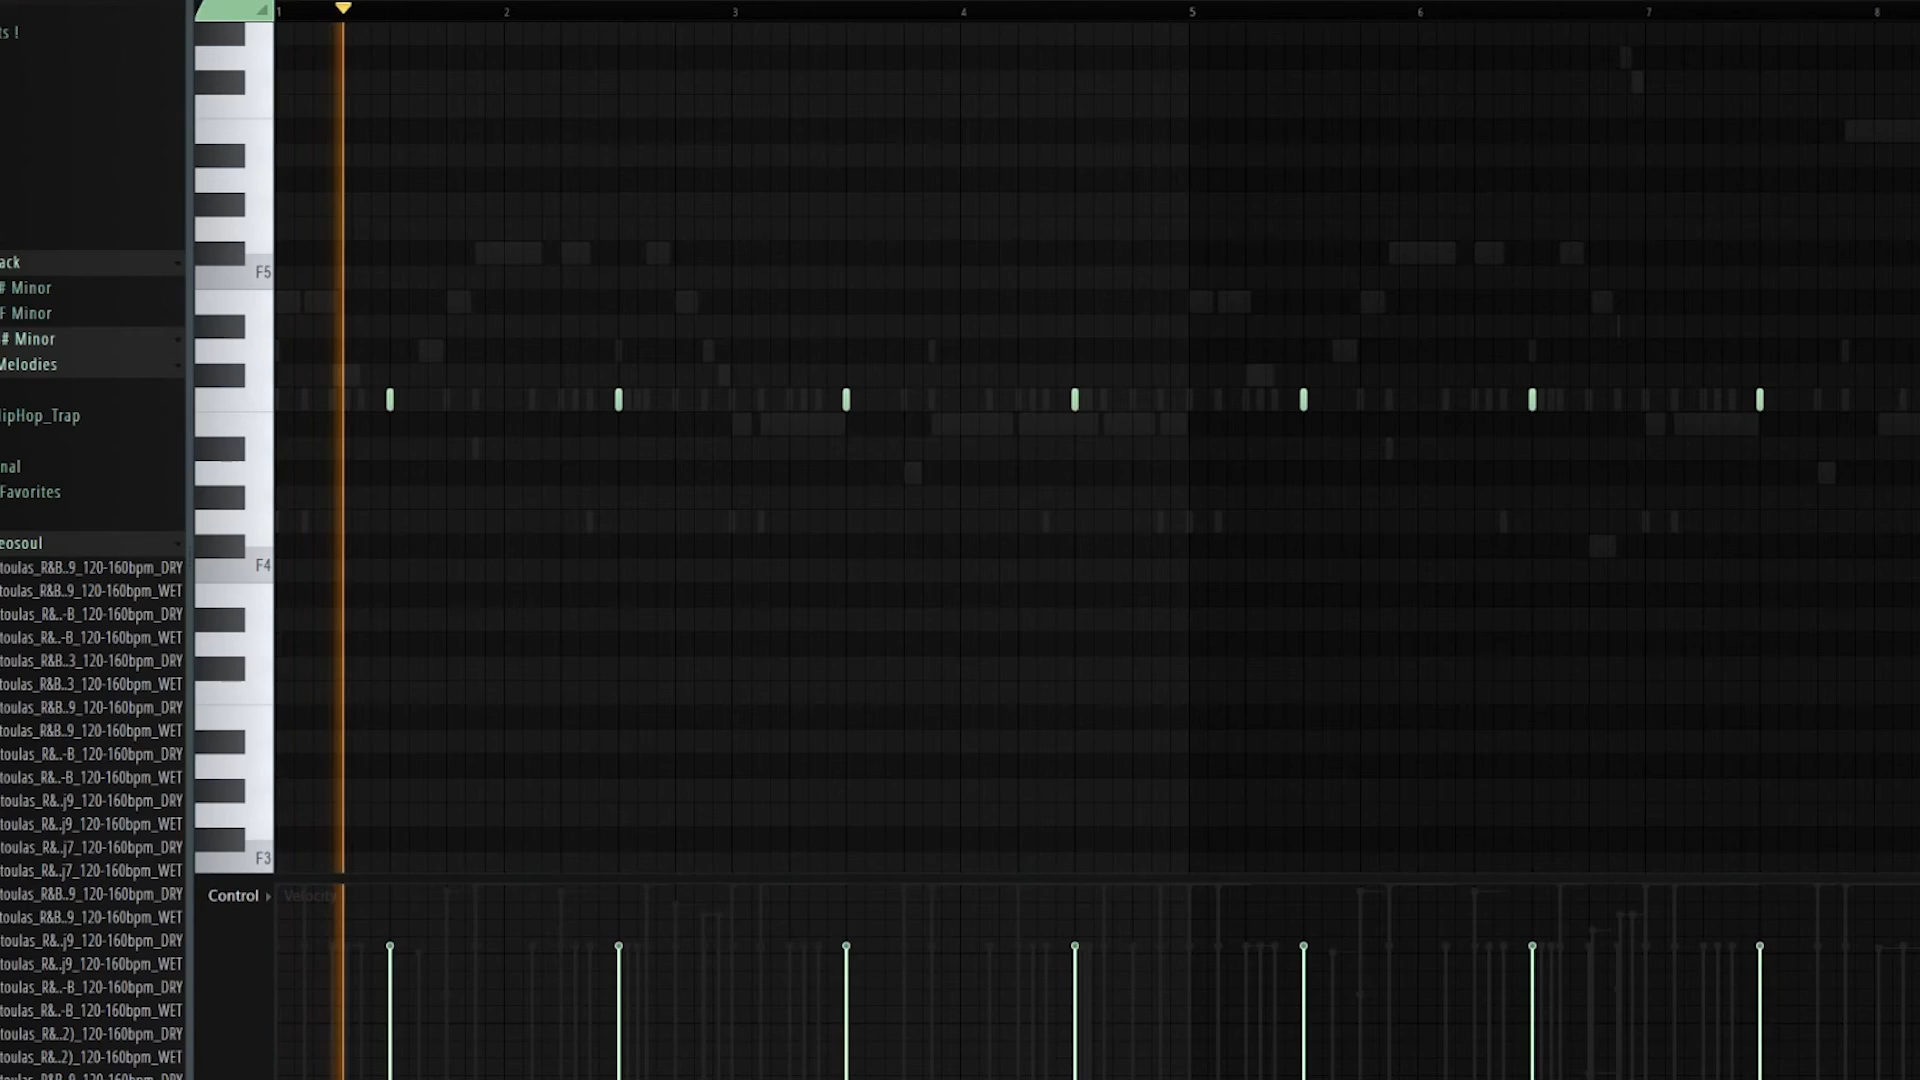 1 2 3 4 5 6 7 8
ts !
ack
# Minor
F Minor
# Minor
Melodies
HipHop_Trap
nal
Favorites
eosoul
toulas_R&B..9_120-160bpm_DRY
toulas_R&B..9_120-160bpm_WET
toulas_R&..-B_120-160bpm_DRY
toulas_R&..-B_120-160bpm_WET
toulas_R&B..3_120-160bpm_DRY
toulas_R&B..3_120-160bpm_WET
toulas_R&B..9_120-160bpm_DRY
toulas_R&B..9_120-160bpm_WET
toulas_R&..-B_120-160bpm_DRY
toulas_R&..-B_120-160bpm_WET
toulas_R&..j9_120-160bpm_DRY
toulas_R&..j9_120-160bpm_WET
toulas_R&..j7_120-160bpm_DRY
toulas_R&..j7_120-160bpm_WET
toulas_R&B..9_120-160bpm_DRY
toulas_R&B..9_120-160bpm_WET
toulas_R&..j9_120-160bpm_DRY
toulas_R&..j9_120-160bpm_WET
toulas_R&..-B_120-160bpm_DRY
toulas_R&..-B_120-160bpm_WET
toulas_R&..2)_120-160bpm_DRY
toulas_R&..2)_120-160bpm_WET
F5
F4
F3
Control
Velocity